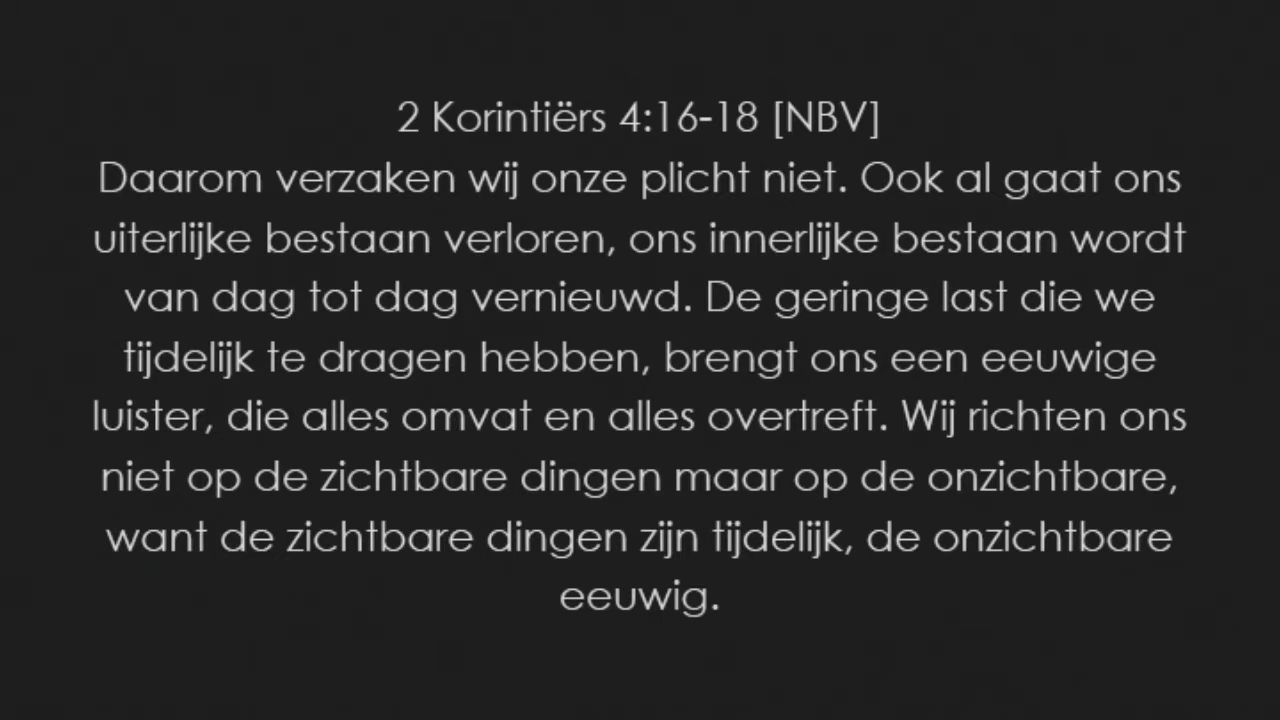 2 Korintiërs 4:16-18 [NBV]
Daarom verzaken wij onze plicht niet. Ook al gaat ons
uiterlijke bestaan verloren, ons innerlijke bestaan wordt
van dag tot dag vernieuwd. De geringe last die we
tijdelijk te dragen hebben, brengt ons een eeuwige
luister, die alles omvat en alles overtreft. Wij richten ons
niet op de zichtbare dingen maar op de onzichtbare,
want de zichtbare dingen zijn tijdelijk, de onzichtbare
eeuwig.